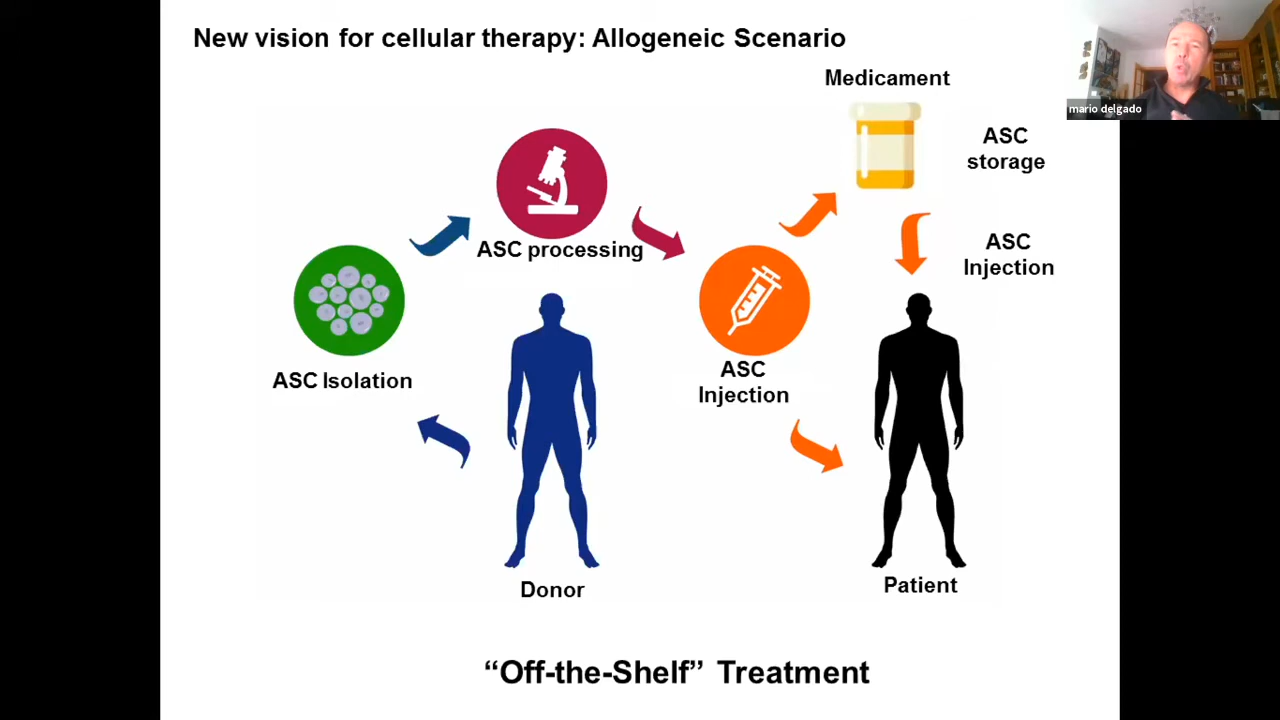 New vision for cellular therapy: Allogeneic Scenario
mario delgado
Medicament
ASC
storage
ASC processing
ASC
Injection
ASC Isolation
ASC
Injection
Donor
Patient
“Off-the-Shelf” Treatment